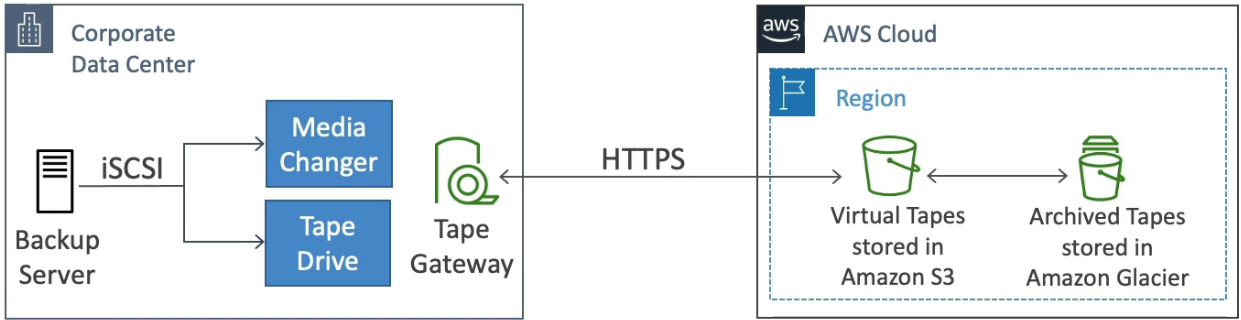 Corporate
Data Center
iSCSI
Backup
Server
Media
Changer
Tape
Drive
Tape
Gateway
HTTPS
aws
AWS Cloud
Region
Virtual Tapes
stored in
Amazon S3
Archived Tapes
stored in
Amazon Glacier